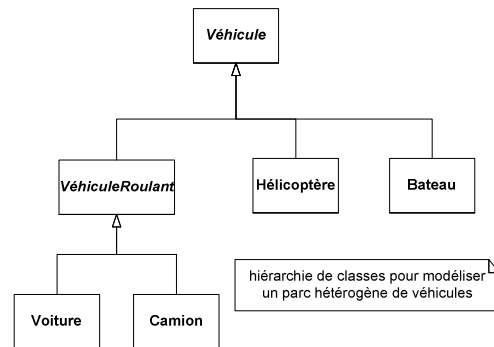 Véhicule
VéhiculeRoulant
Hélicoptère
Bateau
Voiture
Camion
hiérarchie de classes pour modéliser
un parc hétérogène de véhicules